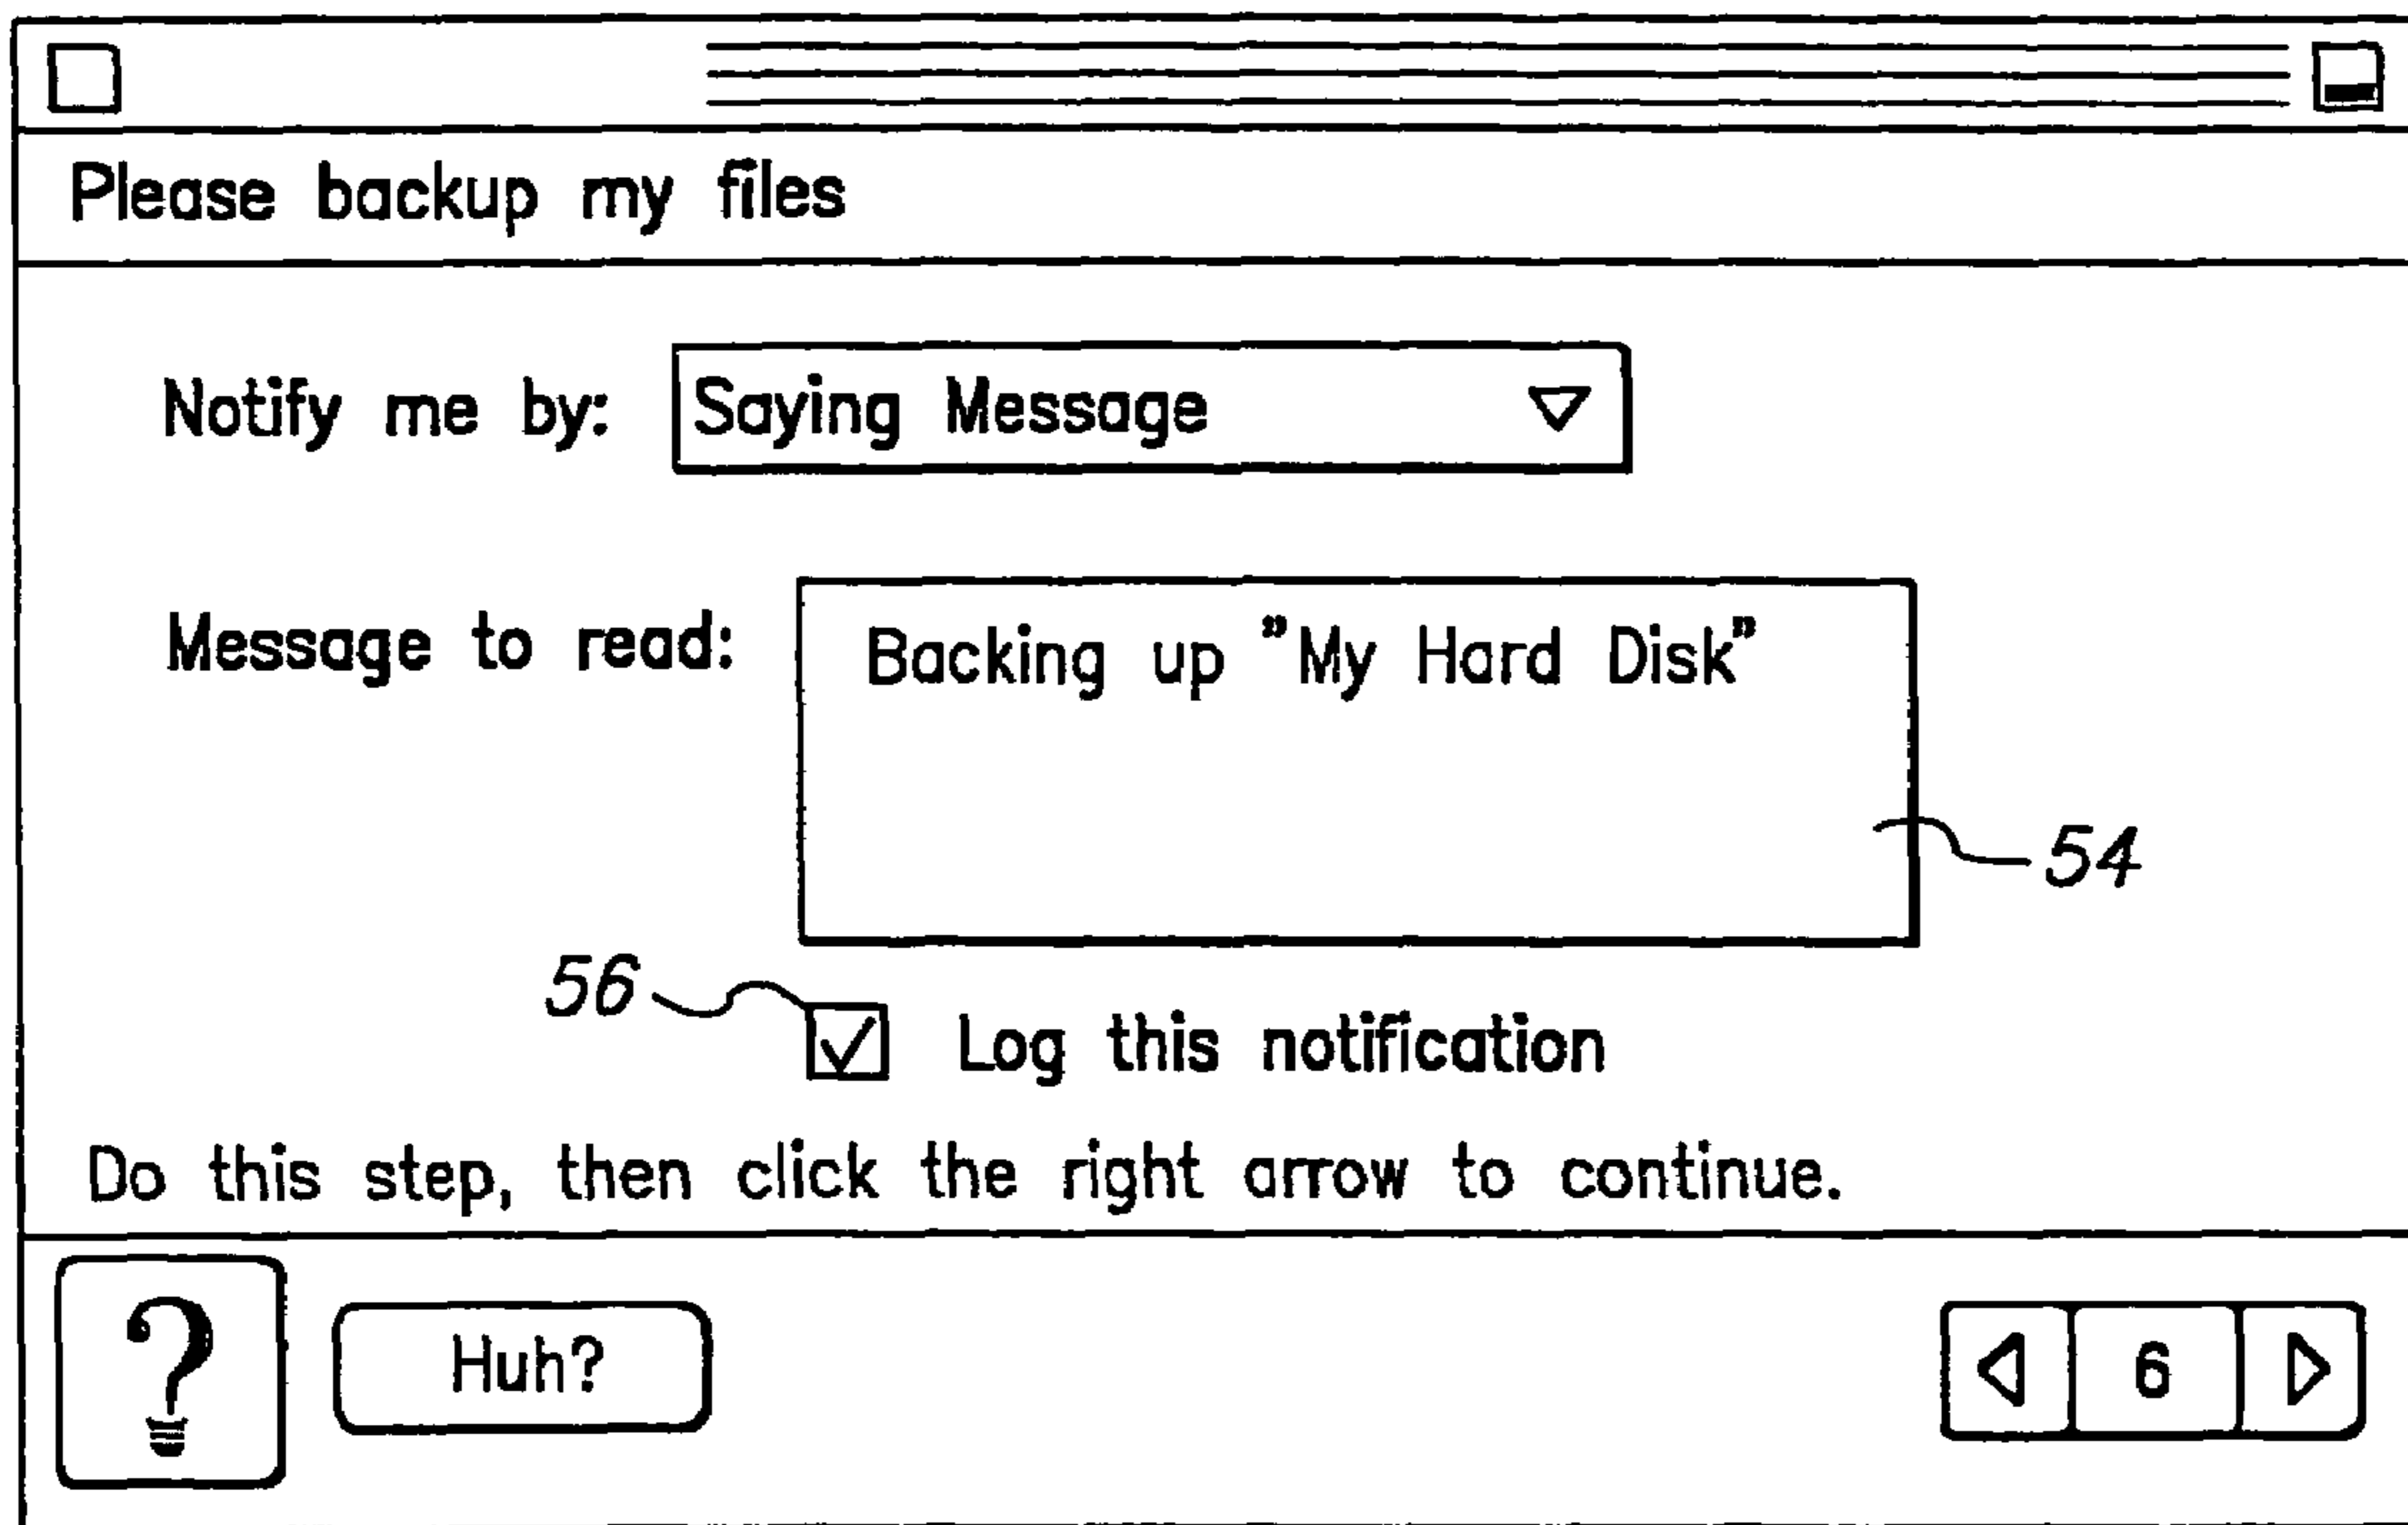 Please backup my files
Notify me by: Saying Message
Message to read: Backing up "My Hard Disk"
54
56
Log this notification
Do this step, then click the right arrow to continue.
? Huh? 6